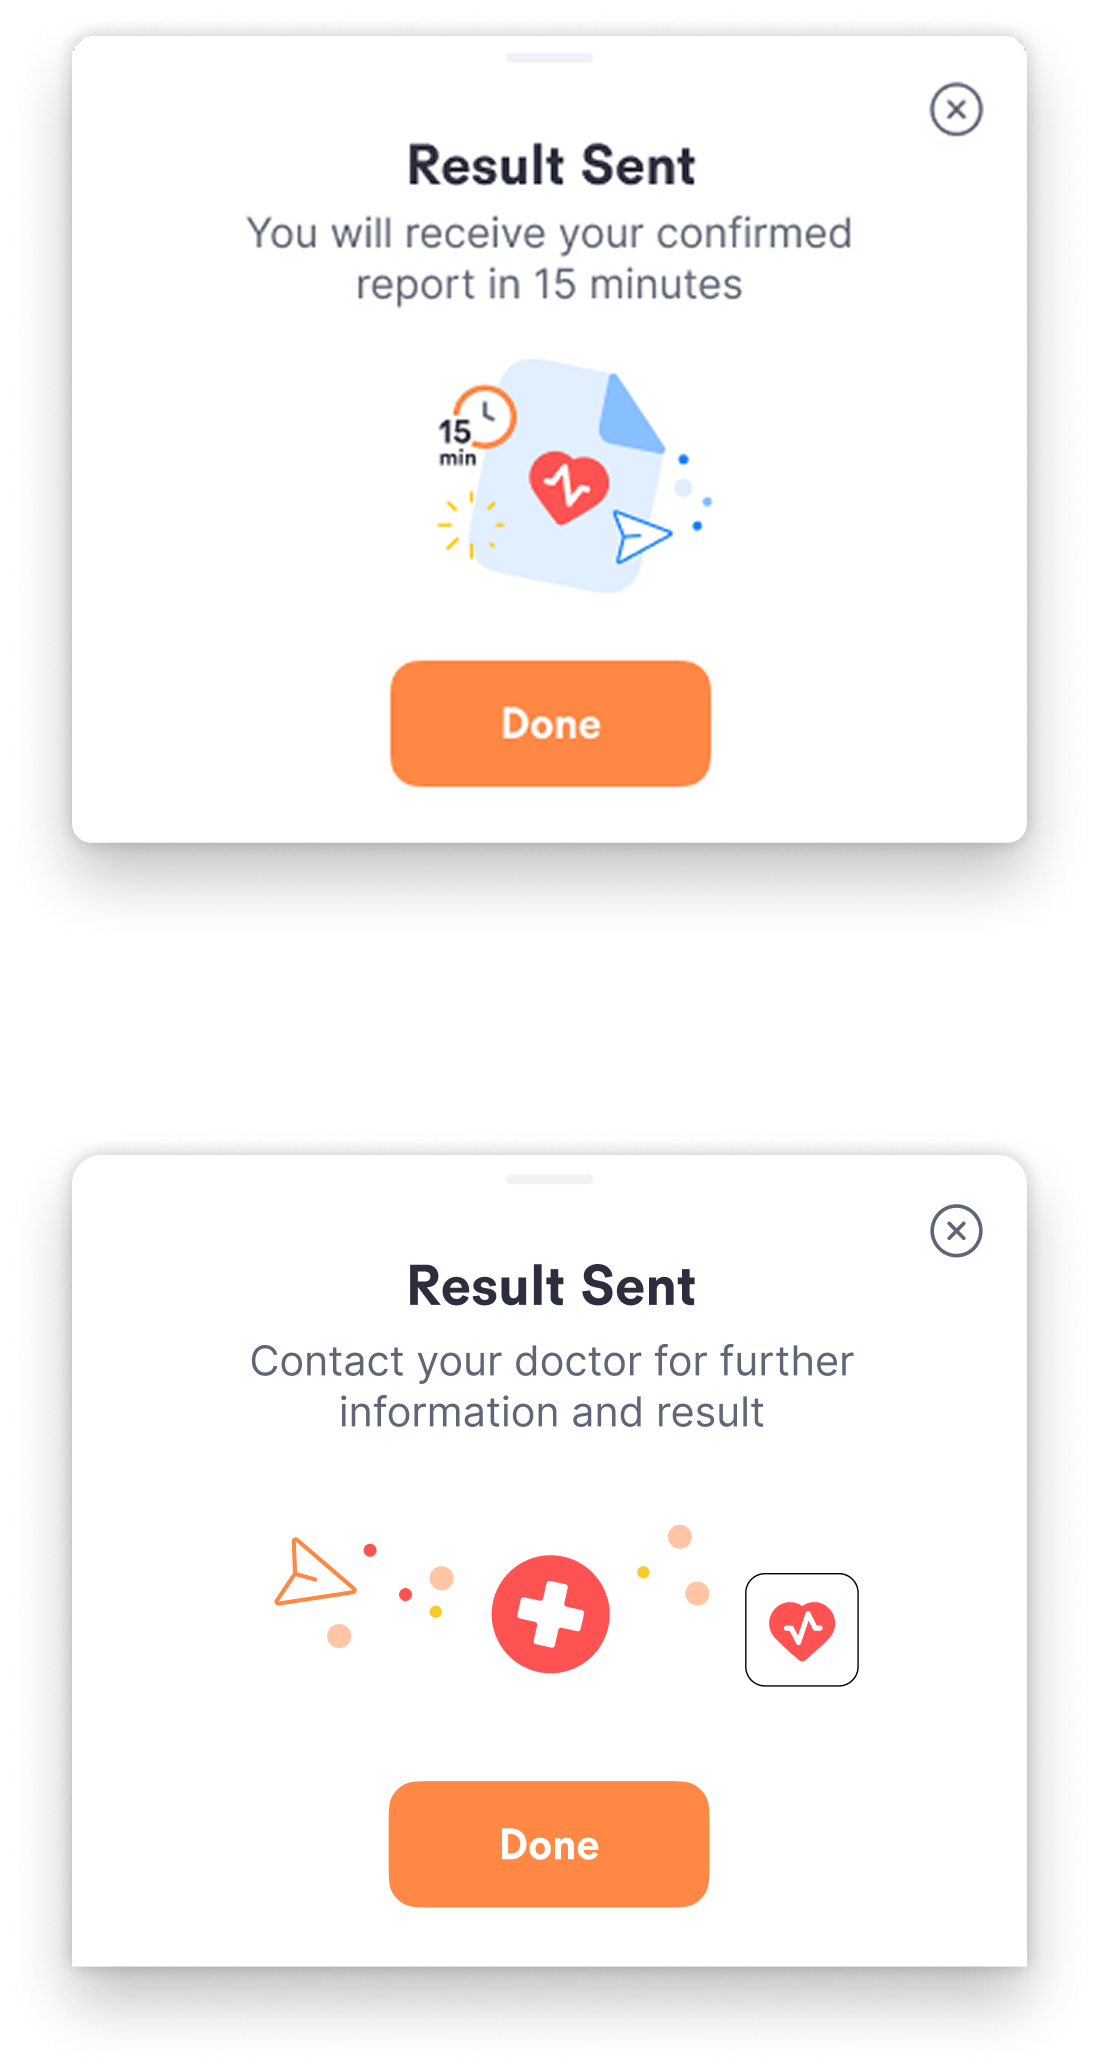 Result Sent
You will receive your confirmed
report in 15 minutes
15
min
Done
Result Sent
Contact your doctor for further
information and result
Done